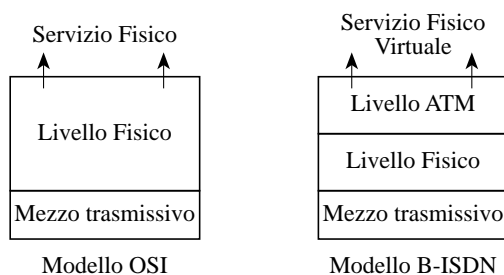 Servizio Fisico
Livello Fisico
Mezzo trasmissivo
Modello OSI
Servizio Fisico
Virtuale
Livello ATM
Livello Fisico
Mezzo trasmissivo
Modello B-ISDN